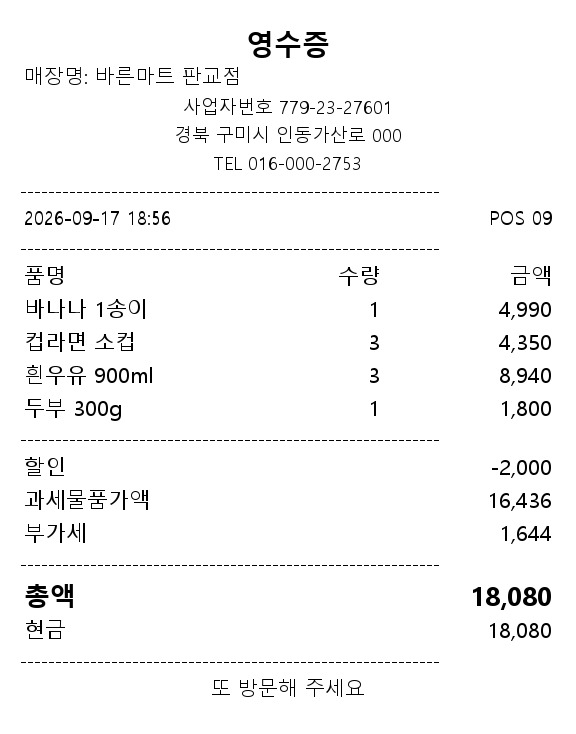 영수증
매장명: 바른마트 판교점
사업자번호 779-23-27601
경북 구미시 인동가산로 000
TEL 016-000-2753
2026-09-17 18:56 POS 09
품명 수량 금액
바나나 1송이 1 4,990
컵라면 소컵 3 4,350
흰우유 900ml 3 8,940
두부 300g 1 1,800
할인 -2,000
과세물품가액 16,436
부가세 1,644
총액 18,080
현금 18,080
또 방문해 주세요